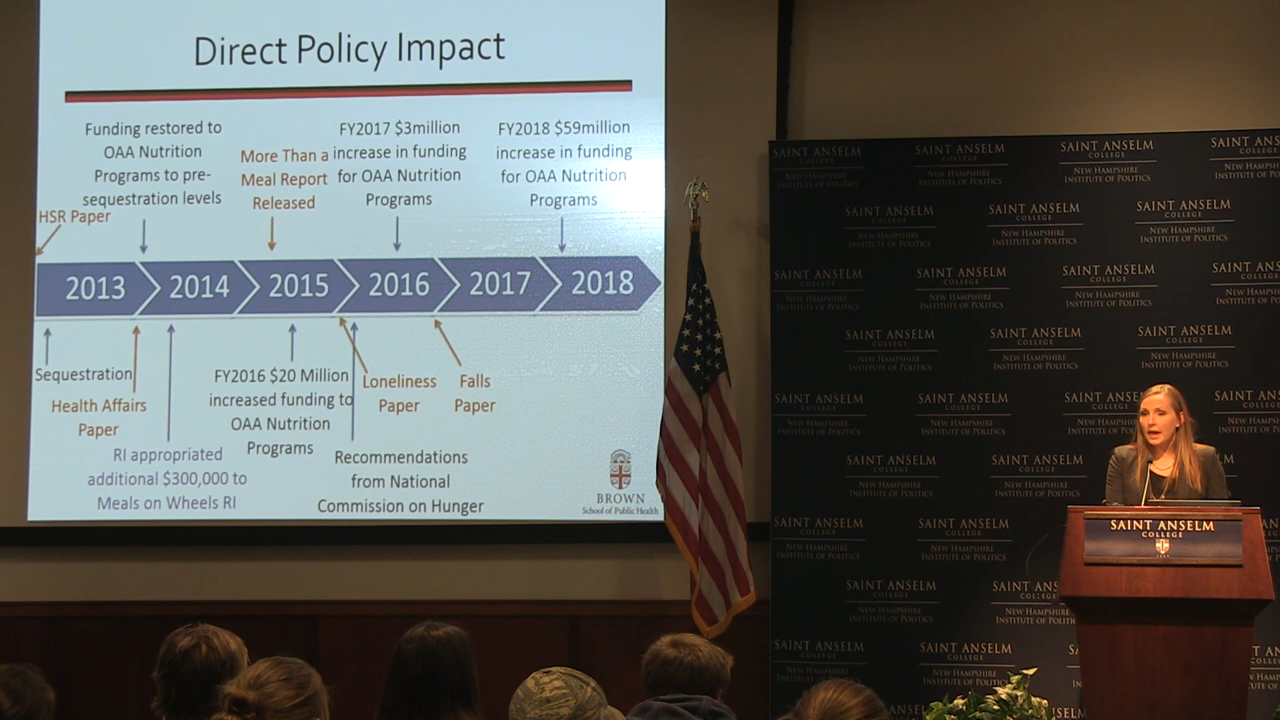 Direct Policy Impact
Funding restored to
OAA Nutrition
Programs to pre-
sequestration levels
More Than a
Meal Report
Released
FY2017 $3million
increase in funding
for OAA Nutrition
Programs
FY2018 $59million
increase in funding
for OAA Nutrition
Programs
HSR Paper
2013
2014
2015
2016
2017
2018
Sequestration
Health Affairs
Paper
RI appropriated
additional $300,000 to
Meals on Wheels RI
FY2016 $20 Million
increased funding to
OAA Nutrition
Programs
Recommendations
from National
Commission on Hunger
Loneliness
Paper
Falls
Paper
BROWN
School of Public Health
SAINT ANSELM
COLLEGE
NEW HAMPSHIRE
INSTITUTE OF POLITICS
SAINT ANSELM
COLLEGE